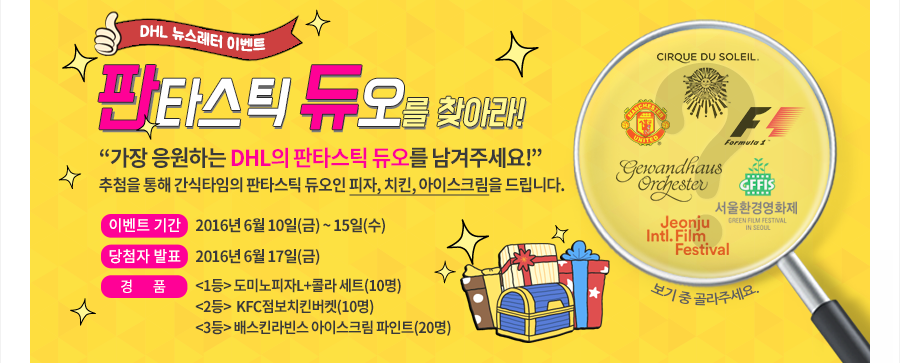 DHL 뉴스레터 이벤트
판타스틱 듀오를 찾아라!
“가장 응원하는 DHL의 판타스틱 듀오를 남겨주세요!”
추첨을 통해 간식타임의 판타스틱 듀오인 피자, 치킨, 아이스크림을 드립니다.
이벤트 기간 2016년 6월 10일(금) ~ 15일(수)
당첨자 발표 2016년 6월 17일(금)
경 품 <1등> 도미노피자L+콜라 세트(10명)
<2등> KFC점보치킨버켓(10명)
<3등> 배스킨라빈스 아이스크림 파인트(20명)
CIRQUE DU SOLEIL.
MANCHESTER
UNITED
F1
Formula 1
Gewandhaus
Orchester
GFFIS
서울환경영화제
GREEN FILM FESTIVAL
IN SEOUL
Jeonju
Intl. Film
Festival
?
보기 중 골라주세요.